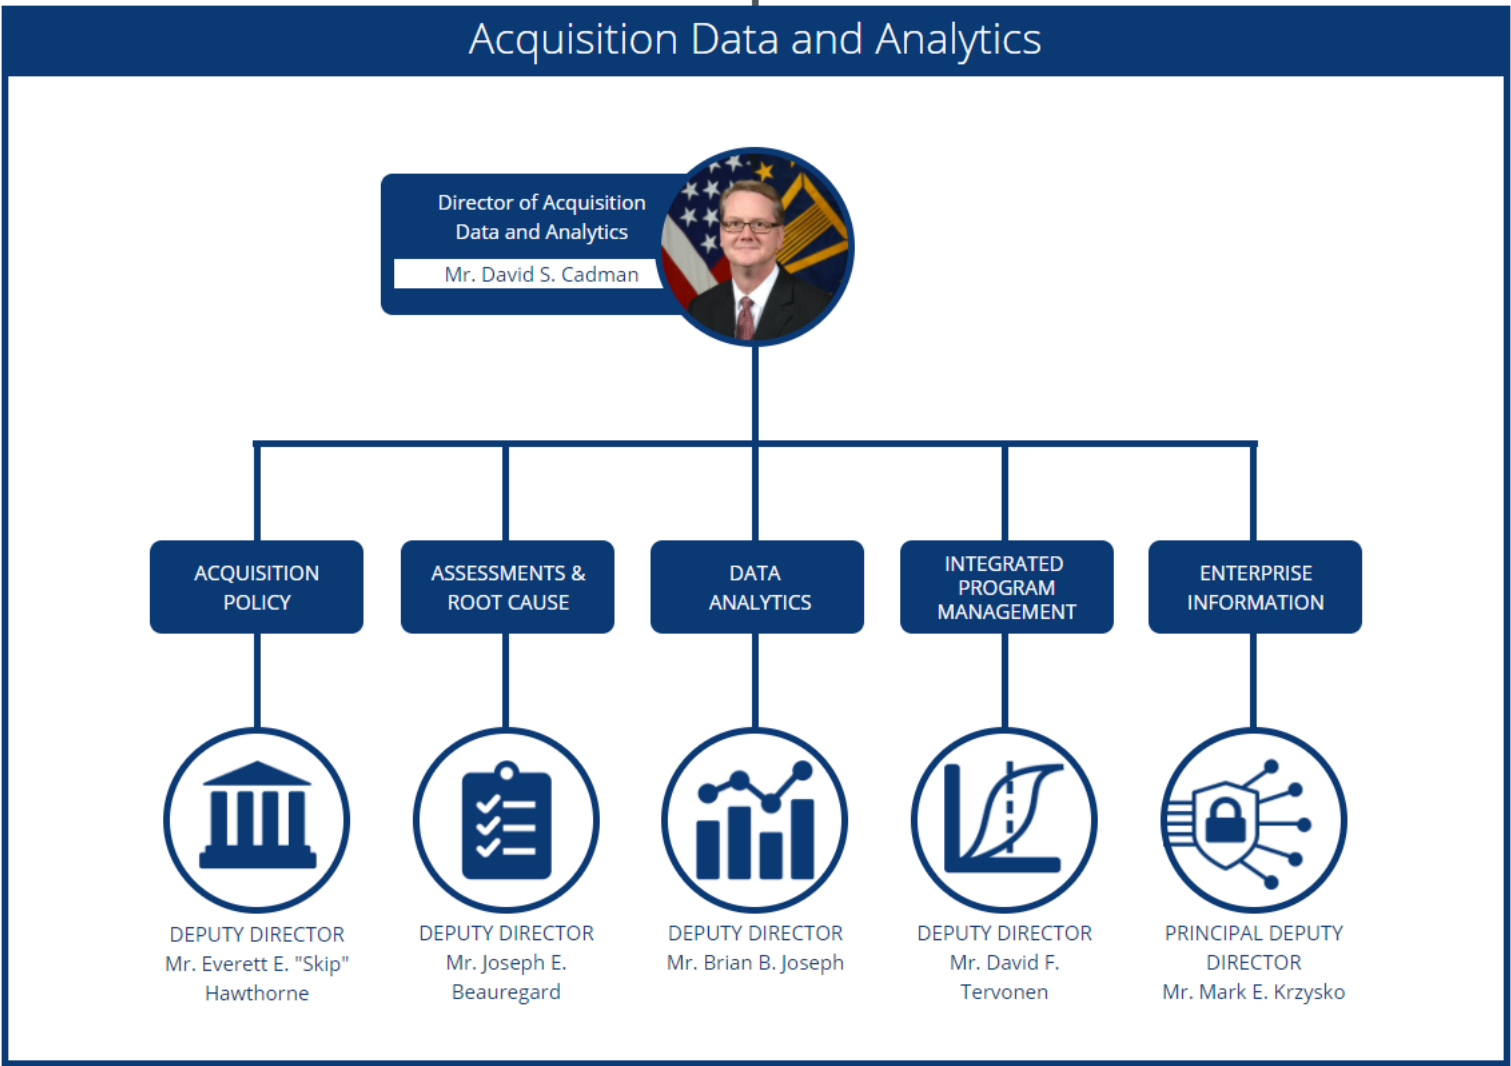 Acquisition Data and Analytics
Director of Acquisition
Data and Analytics
Mr. David S. Cadman
ACQUISITION
POLICY
ASSESSMENTS &
ROOT CAUSE
DATA
ANALYTICS
INTEGRATED
PROGRAM
MANAGEMENT
ENTERPRISE
INFORMATION
DEPUTY DIRECTOR
Mr. Everett E. "Skip"
Hawthorne
DEPUTY DIRECTOR
Mr. Joseph E.
Beauregard
DEPUTY DIRECTOR
Mr. Brian B. Joseph
DEPUTY DIRECTOR
Mr. David F.
Tervonen
PRINCIPAL DEPUTY
DIRECTOR
Mr. Mark E. Krzysko